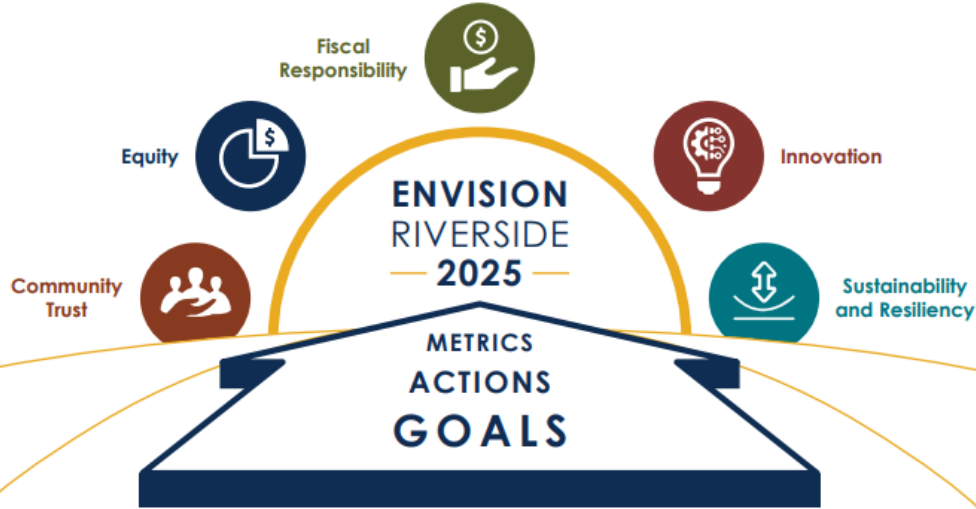 Fiscal
Responsibility
$
Equity
$
Innovation
ENVISION
RIVERSIDE
2025
Community
Trust
Sustainability
and Resiliency
METRICS
ACTIONS
GOALS